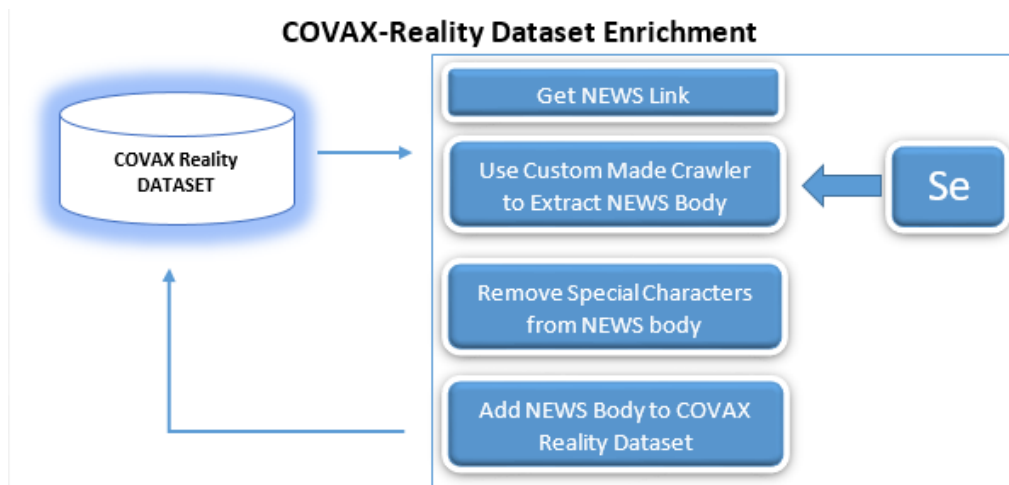 COVAX-Reality Dataset Enrichment
Get NEWS Link
COVAX Reality
DATASET
Use Custom Made Crawler
to Extract NEWS Body
Se
Remove Special Characters
from NEWS body
Add NEWS Body to COVAX
Reality Dataset